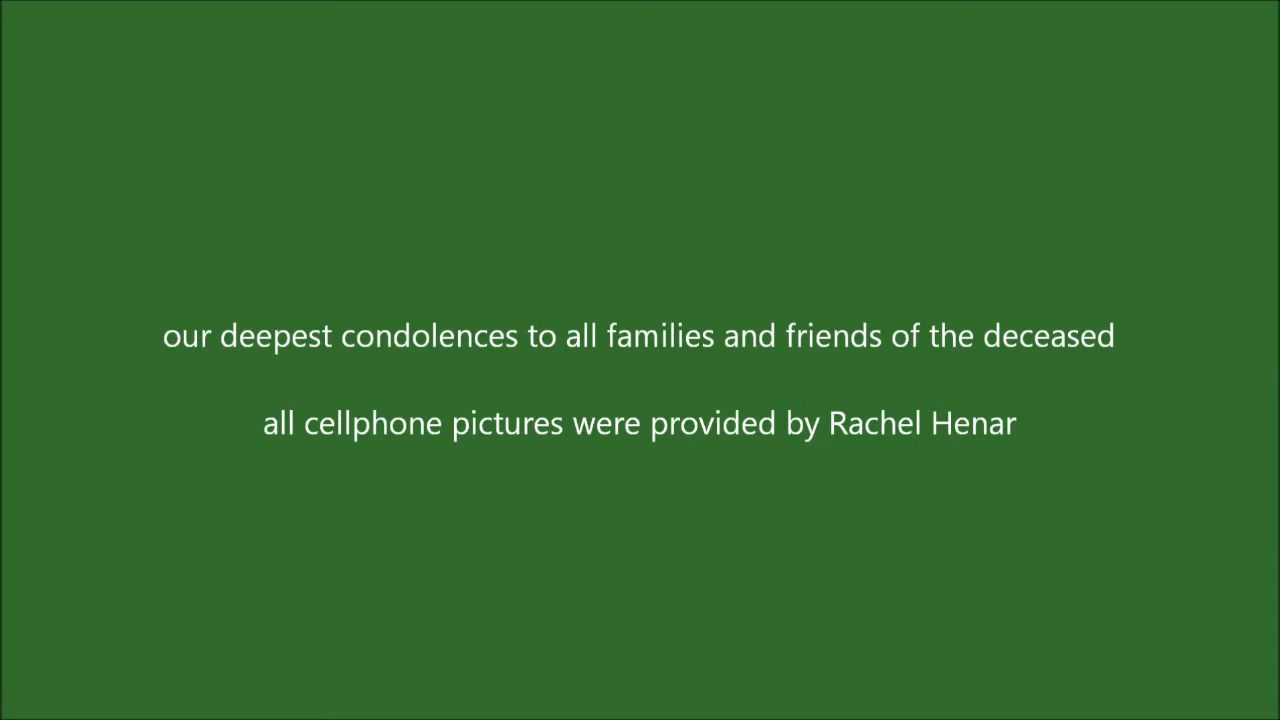 our deepest condolences to all families and friends of the deceased
all cellphone pictures were provided by Rachel Henar